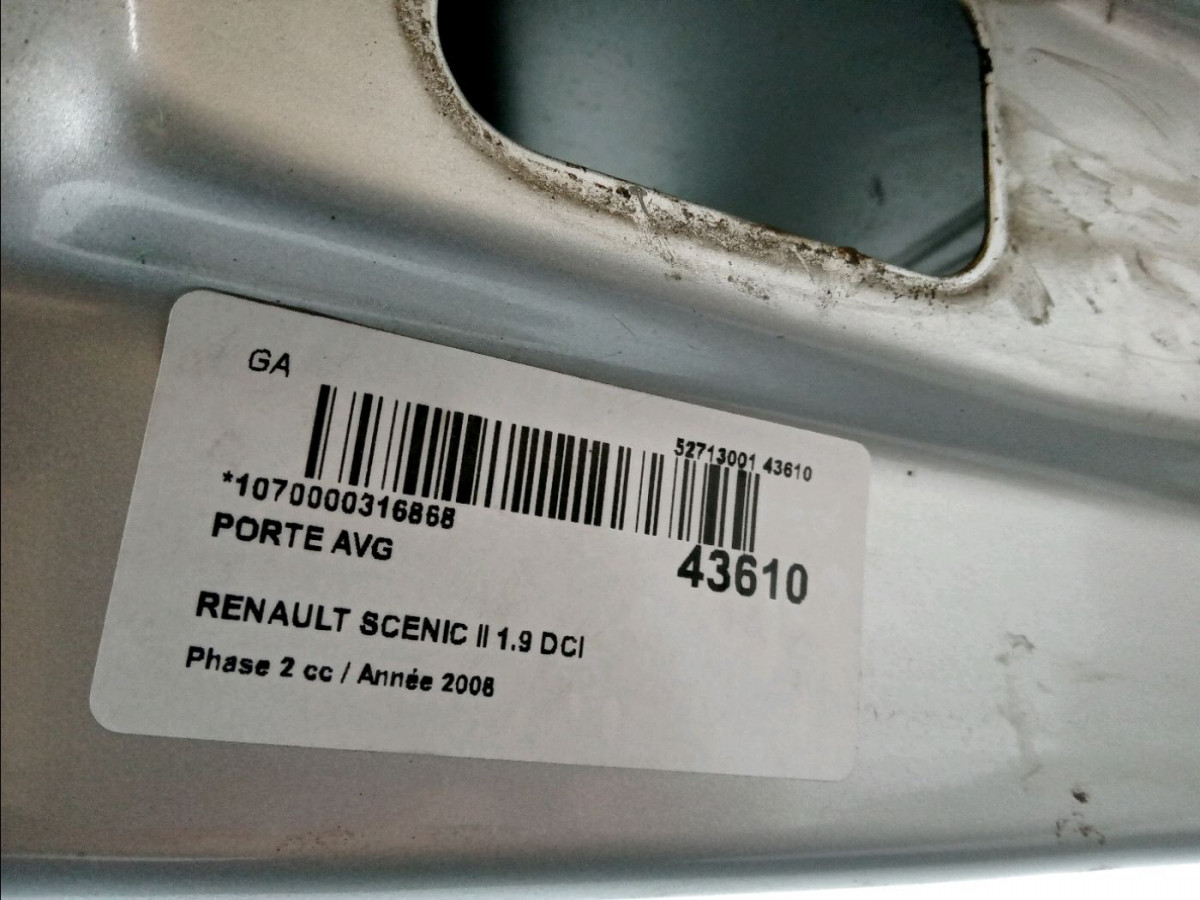 GA
52713001 43610
*1070000316868
PORTE AVG
43610
RENAULT SCENIC II 1.9 DCI
Phase 2 cc / Année 2008